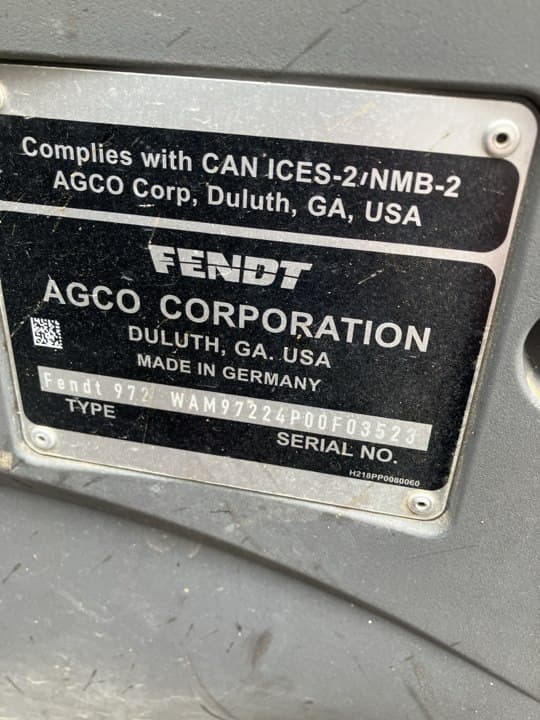 Complies with CAN ICES-2/NMB-2
AGCO Corp, Duluth, GA, USA
FENDT
AGCO CORPORATION
DULUTH, GA. USA
MADE IN GERMANY
Fendt 972 WAM97224P00F03523
TYPE SERIAL NO.
H218PP0080060